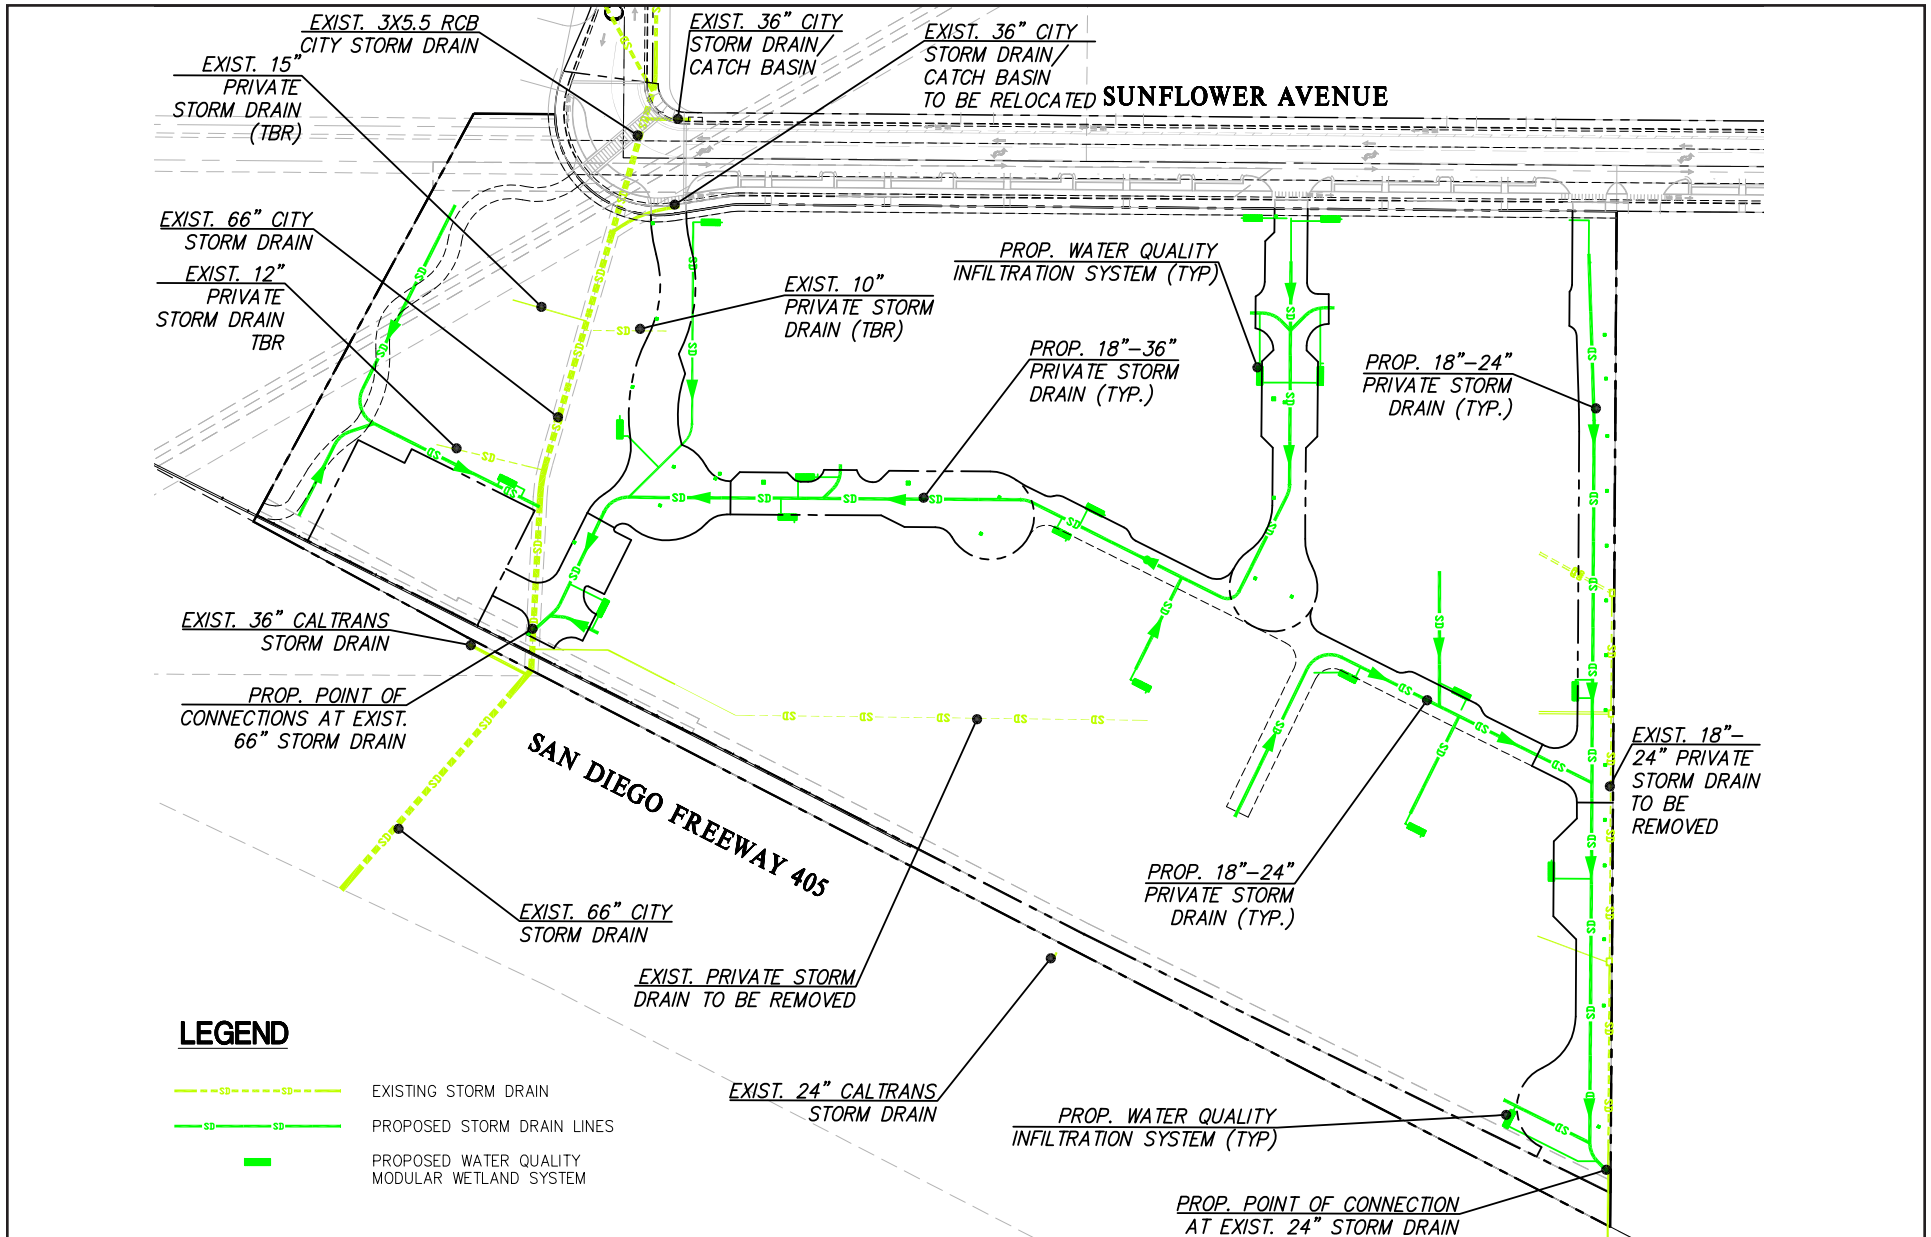 EXIST. 3X5.5 RCB
CITY STORM DRAIN
EXIST. 36” CITY
STORM DRAIN/
CATCH BASIN
EXIST. 36” CITY
STORM DRAIN/
CATCH BASIN
TO BE RELOCATED
SUNFLOWER AVENUE
EXIST. 15”
PRIVATE
STORM DRAIN
(TBR)
EXIST. 66” CITY
STORM DRAIN
EXIST. 12”
PRIVATE
STORM DRAIN
TBR
EXIST. 10”
PRIVATE STORM
DRAIN (TBR)
PROP. WATER QUALITY
INFILTRATION SYSTEM (TYP)
PROP. 18”-36”
PRIVATE STORM
DRAIN (TYP.)
PROP. 18”-24”
PRIVATE STORM
DRAIN (TYP.)
EXIST. 36” CALTRANS
STORM DRAIN
PROP. POINT OF
CONNECTIONS AT EXIST.
66” STORM DRAIN
SAN DIEGO FREEWAY 405
EXIST. 18”-
24” PRIVATE
STORM DRAIN
TO BE
REMOVED
EXIST. 66” CITY
STORM DRAIN
EXIST. PRIVATE STORM
DRAIN TO BE REMOVED
PROP. 18”-24”
PRIVATE STORM
DRAIN (TYP.)
EXIST. 24” CALTRANS
STORM DRAIN
PROP. WATER QUALITY
INFILTRATION SYSTEM (TYP)
PROP. POINT OF CONNECTION
AT EXIST. 24” STORM DRAIN
LEGEND
SD SD EXISTING STORM DRAIN
SD SD PROPOSED STORM DRAIN LINES
PROPOSED WATER QUALITY
MODULAR WETLAND SYSTEM